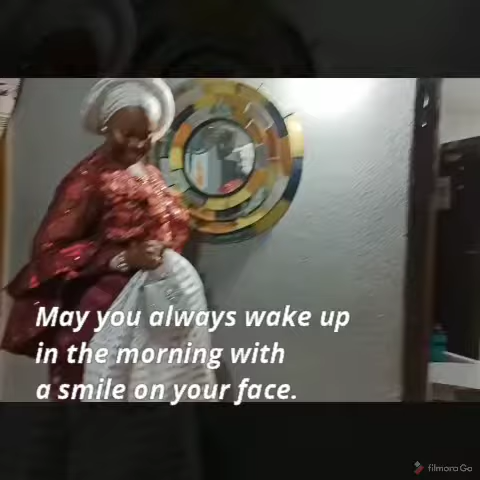 May you always wake up
in the morning with
a smile on your face.
filmora Go